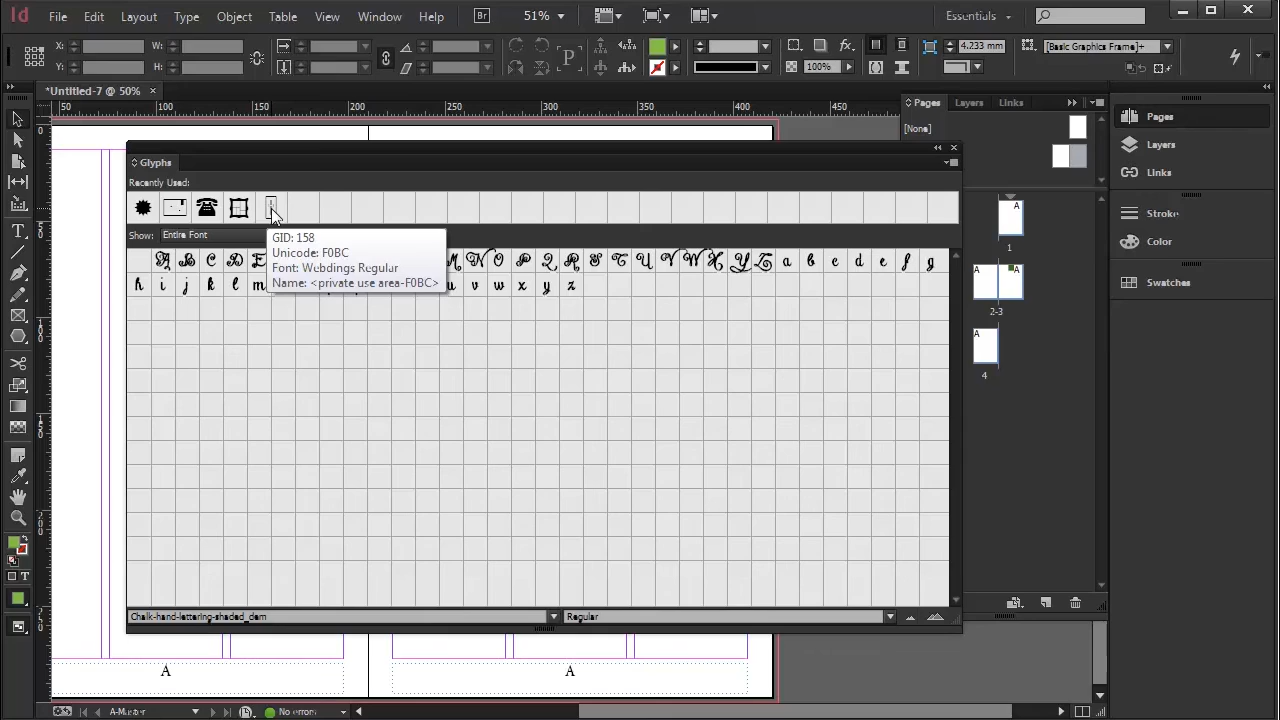 Id File Edit Layout Type Object Table View Window Help Br 51% Essentials
X: W: 4.233 mm [Basic Graphics Frame]+
Y: H: P fx 100%
*Untitled-7 @ 50% × Pages Layers Links
50 100 150 200 250 300 350 400 450
[None]
Pages
Layers
Links
Stroke
Color
Swatches
Glyphs
Recently Used:
Show: Entire Font
GID: 158
Unicode: F0BC
Font: Webdings Regular
Name: <private use area-F0BC>
A B C D E M N O P Q R S T U V W X Y Z a b c d e f g
h i j k l m u v w x y z
A
1
A A
2-3
A
4
Chalk-hand-lettering-shaded_dem Regular
A A
A-Master No errors